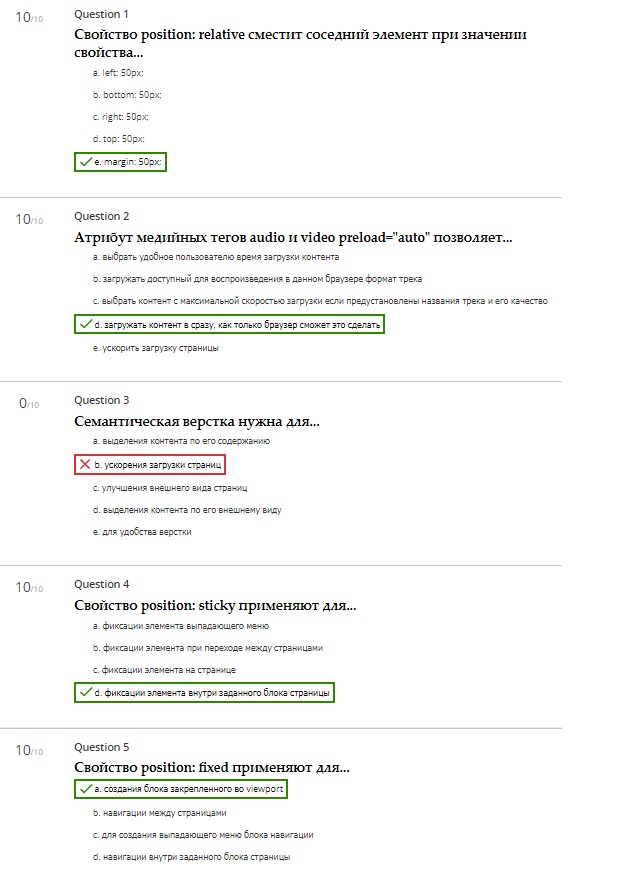 10/10
Question 1
Свойство position: relative сместит соседний элемент при значении
свойства...
a. left: 50px;
b. bottom: 50px;
c. right: 50px;
d. top: 50px;
e. margin: 50px;
10/10
Question 2
Атрибут медийных тегов audio и video preload="auto" позволяет...
a. выбрать удобное пользователю время загрузки контента
b. загружать доступный для воспроизведения в данном браузере формат трека
c. выбрать контент с максимальной скоростью загрузки если предустановлены названия трека и его качество
d. загружать контент в сразу, как только браузер сможет это сделать
e. ускорить загрузку страницы
0/10
Question 3
Семантическая верстка нужна для...
a. выделения контента по его содержанию
b. ускорения загрузки страниц
c. улучшения внешнего вида страниц
d. выделения контента по его внешнему виду
e. для удобства верстки
10/10
Question 4
Свойство position: sticky применяют для...
a. фиксации элемента выпадающего меню
b. фиксации элемента при переходе между страницами
c. фиксации элемента на странице
d. фиксации элемента внутри заданного блока страницы
10/10
Question 5
Свойство position: fixed применяют для...
a. создания блока закрепленного во viewport
b. навигации между страницами
c. для создания выпадающего меню блока навигации
d. навигации внутри заданного блока страницы